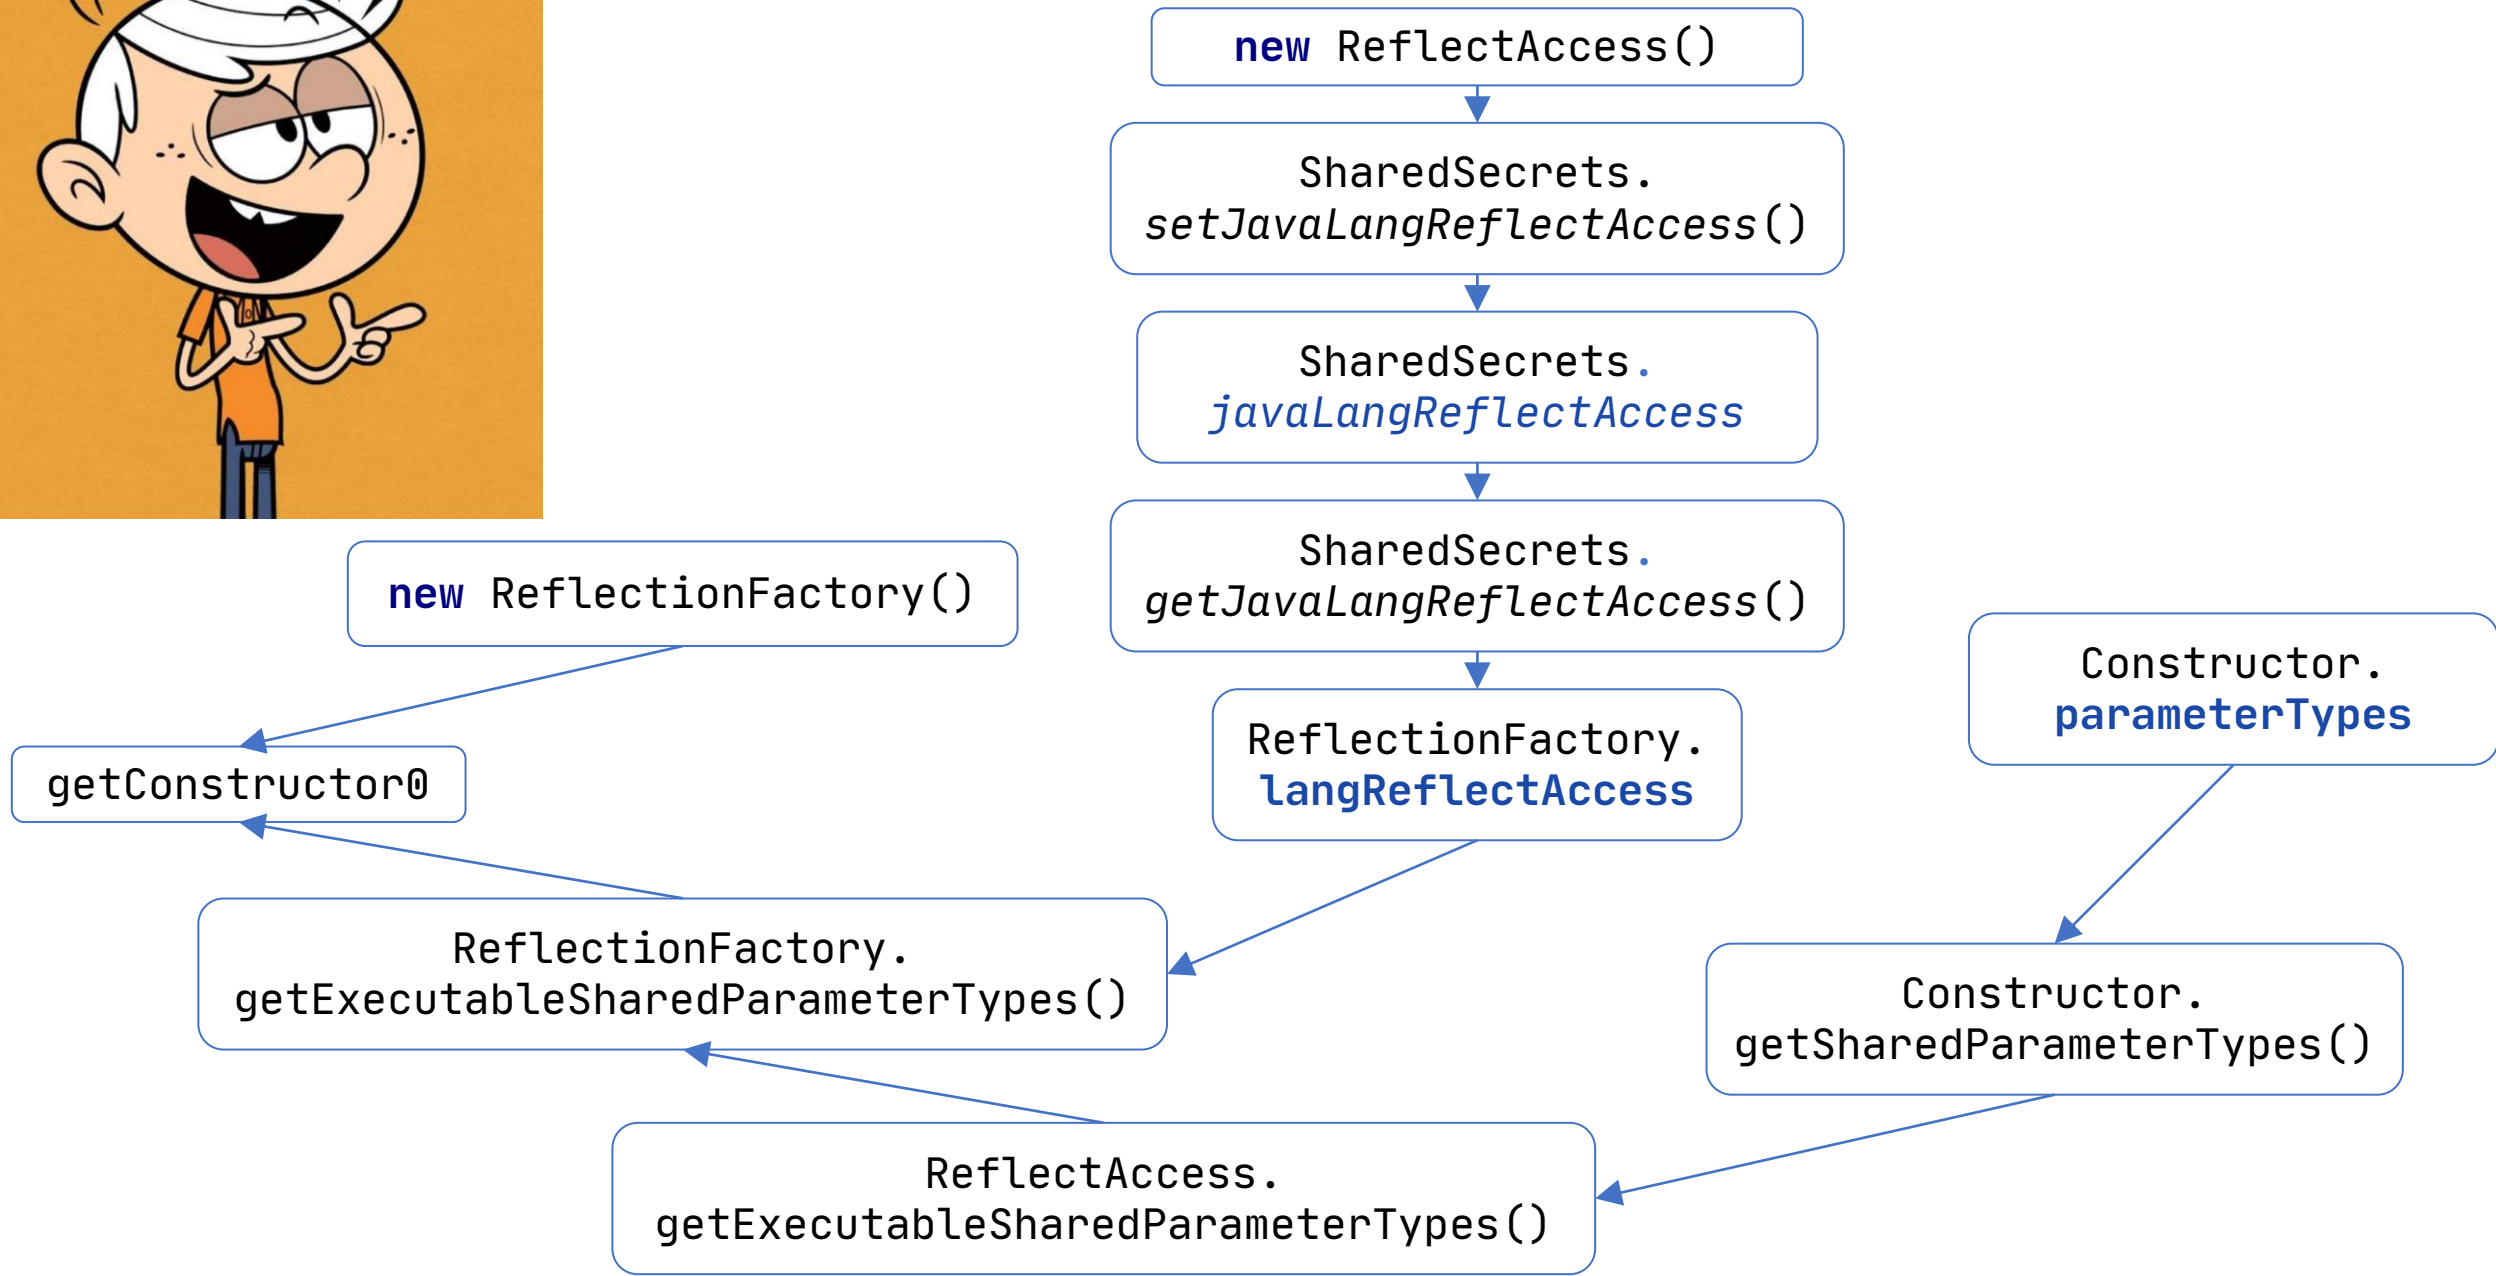 new ReflectAccess()
SharedSecrets.
setJavaLangReflectAccess()
SharedSecrets.
javaLangReflectAccess
SharedSecrets.
getJavaLangReflectAccess()
new ReflectionFactory()
Constructor.
parameterTypes
ReflectionFactory.
langReflectAccess
getConstructor0
ReflectionFactory.
getExecutableSharedParameterTypes()
Constructor.
getSharedParameterTypes()
ReflectAccess.
getExecutableSharedParameterTypes()